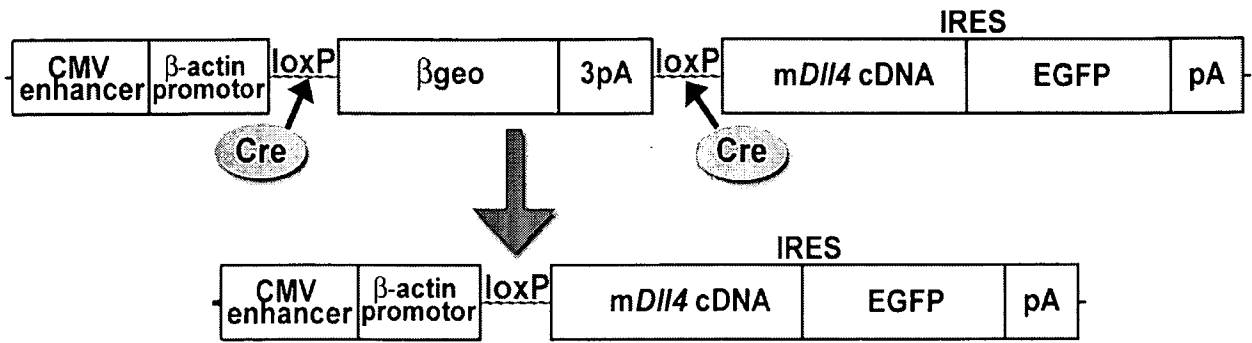 IRES
CMV enhancer
β-actin promotor
loxP
βgeo
3pA
loxP
mDll4 cDNA
EGFP
pA
Cre
Cre
IRES
CMV enhancer
β-actin promotor
loxP
mDll4 cDNA
EGFP
pA